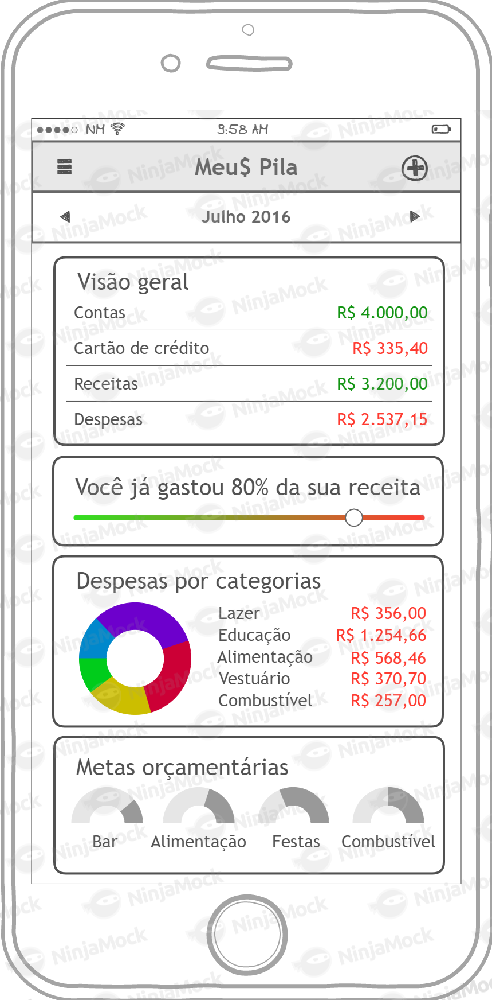 NM 9:58 AM
Meu$ Pila
Julho 2016
Visão geral
Contas R$ 4.000,00
Cartão de crédito R$ 335,40
Receitas R$ 3.200,00
Despesas R$ 2.537,15
Você já gastou 80% da sua receita
Despesas por categorias
Lazer R$ 356,00
Educação R$ 1.254,66
Alimentação R$ 568,46
Vestuário R$ 370,70
Combustível R$ 257,00
Metas orçamentárias
Bar Alimentação Festas Combustível
NinjaMock